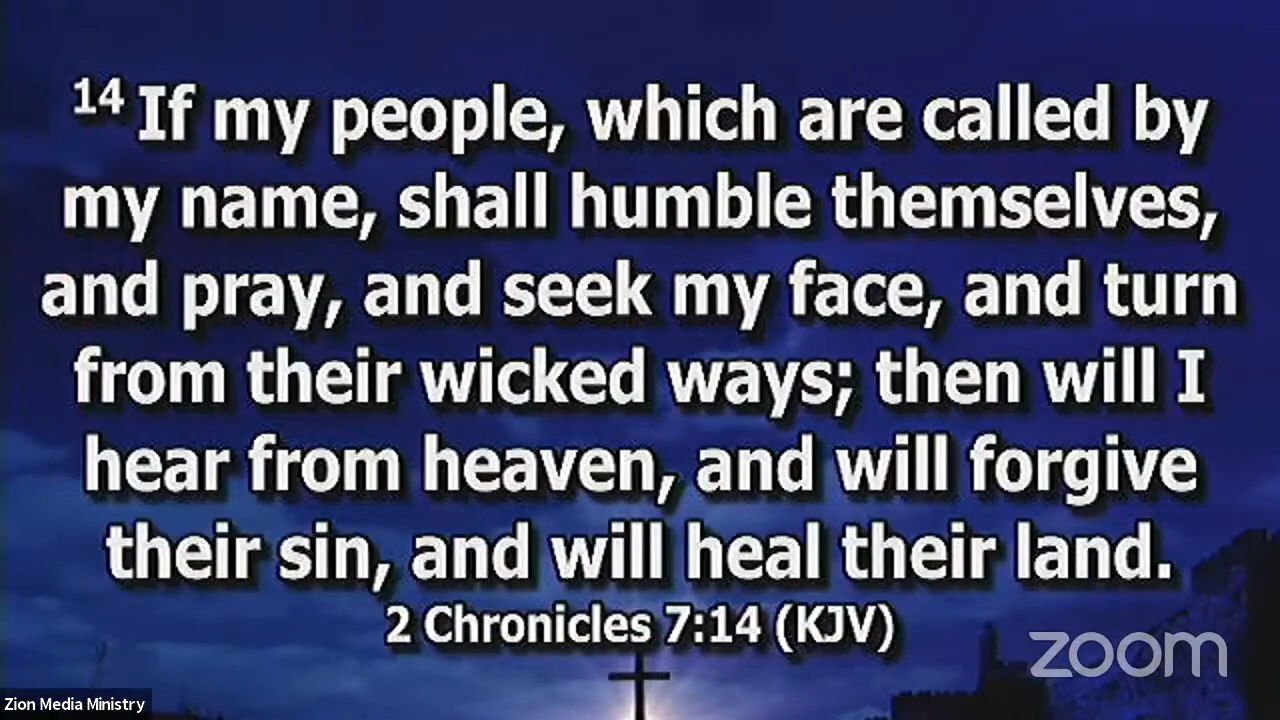 14 If my people, which are called by
my name, shall humble themselves,
and pray, and seek my face, and turn
from their wicked ways; then will I
hear from heaven, and will forgive
their sin, and will heal their land.
2 Chronicles 7:14 (KJV)
zoom
Zion Media Ministry